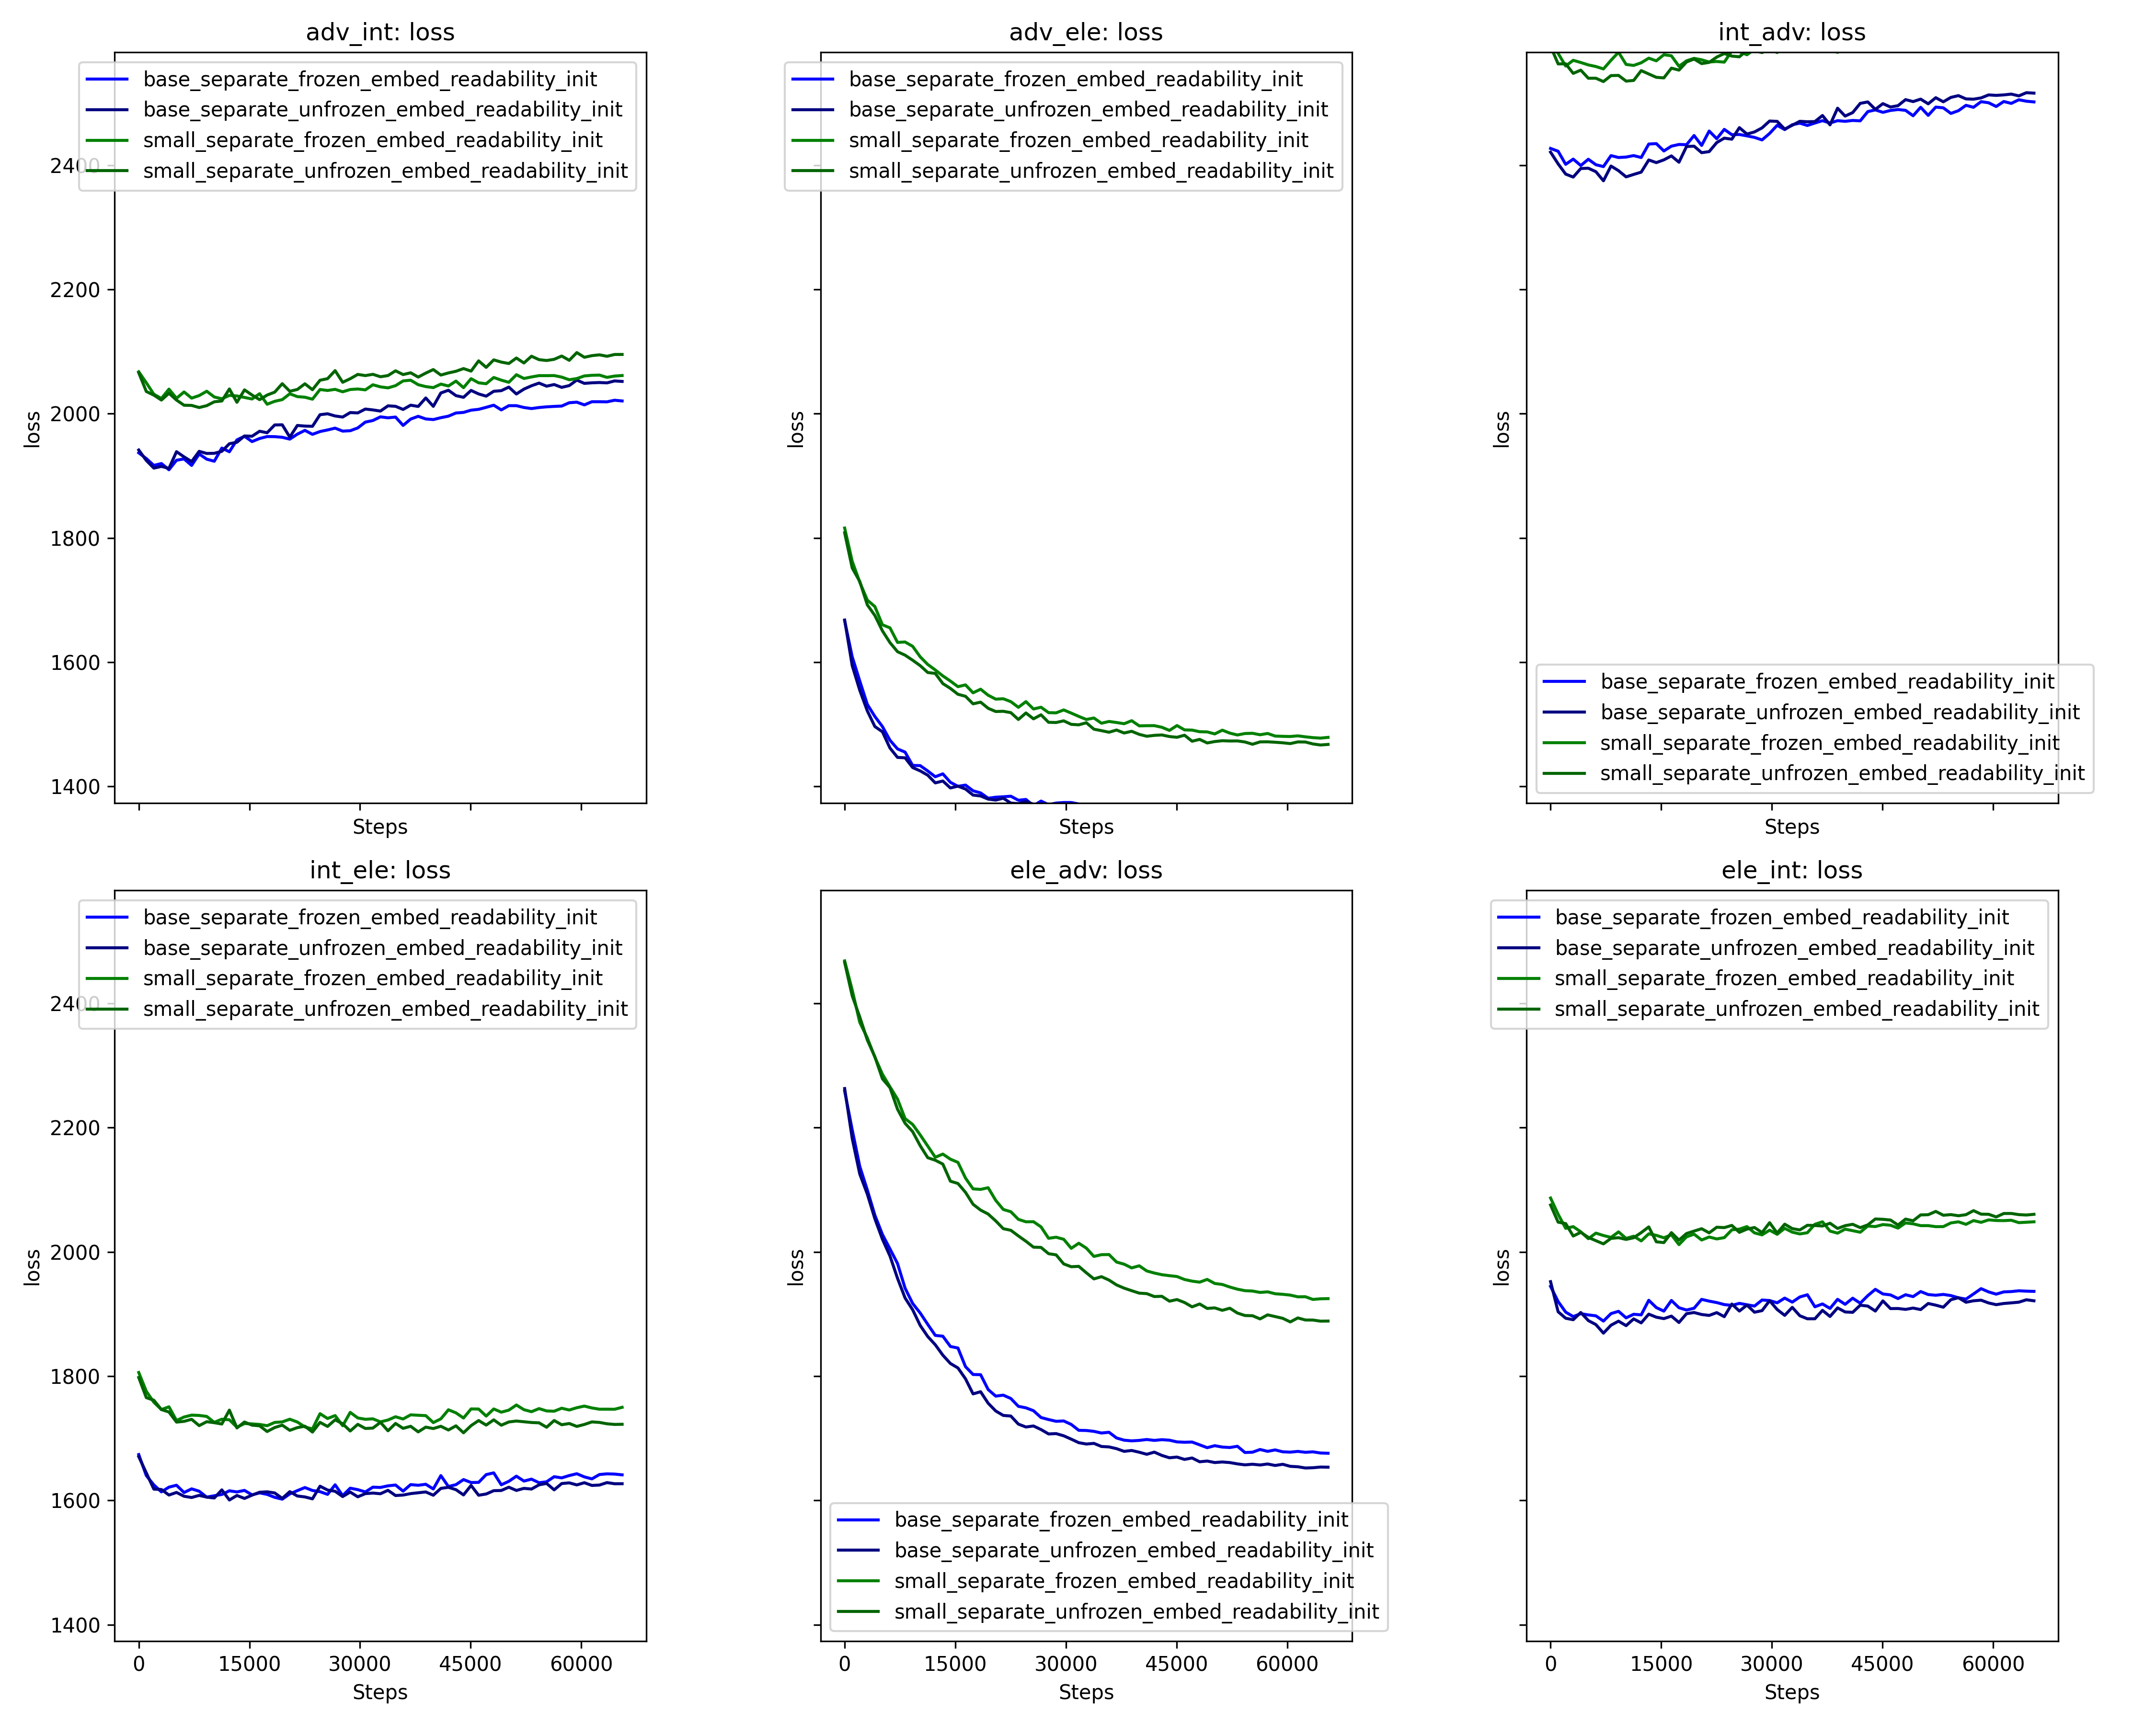 adv_int: loss
base_separate_frozen_embed_readability_init
base_separate_unfrozen_embed_readability_init
small_separate_frozen_embed_readability_init
small_separate_unfrozen_embed_readability_init
2400
2200
2000
1800
1600
1400
loss
Steps
adv_ele: loss
base_separate_frozen_embed_readability_init
base_separate_unfrozen_embed_readability_init
small_separate_frozen_embed_readability_init
small_separate_unfrozen_embed_readability_init
loss
Steps
int_adv: loss
loss
base_separate_frozen_embed_readability_init
base_separate_unfrozen_embed_readability_init
small_separate_frozen_embed_readability_init
small_separate_unfrozen_embed_readability_init
Steps
int_ele: loss
base_separate_frozen_embed_readability_init
base_separate_unfrozen_embed_readability_init
small_separate_frozen_embed_readability_init
small_separate_unfrozen_embed_readability_init
2400
2200
2000
1800
1600
1400
loss
0 15000 30000 45000 60000
Steps
ele_adv: loss
loss
base_separate_frozen_embed_readability_init
base_separate_unfrozen_embed_readability_init
small_separate_frozen_embed_readability_init
small_separate_unfrozen_embed_readability_init
0 15000 30000 45000 60000
Steps
ele_int: loss
base_separate_frozen_embed_readability_init
base_separate_unfrozen_embed_readability_init
small_separate_frozen_embed_readability_init
small_separate_unfrozen_embed_readability_init
loss
0 15000 30000 45000 60000
Steps